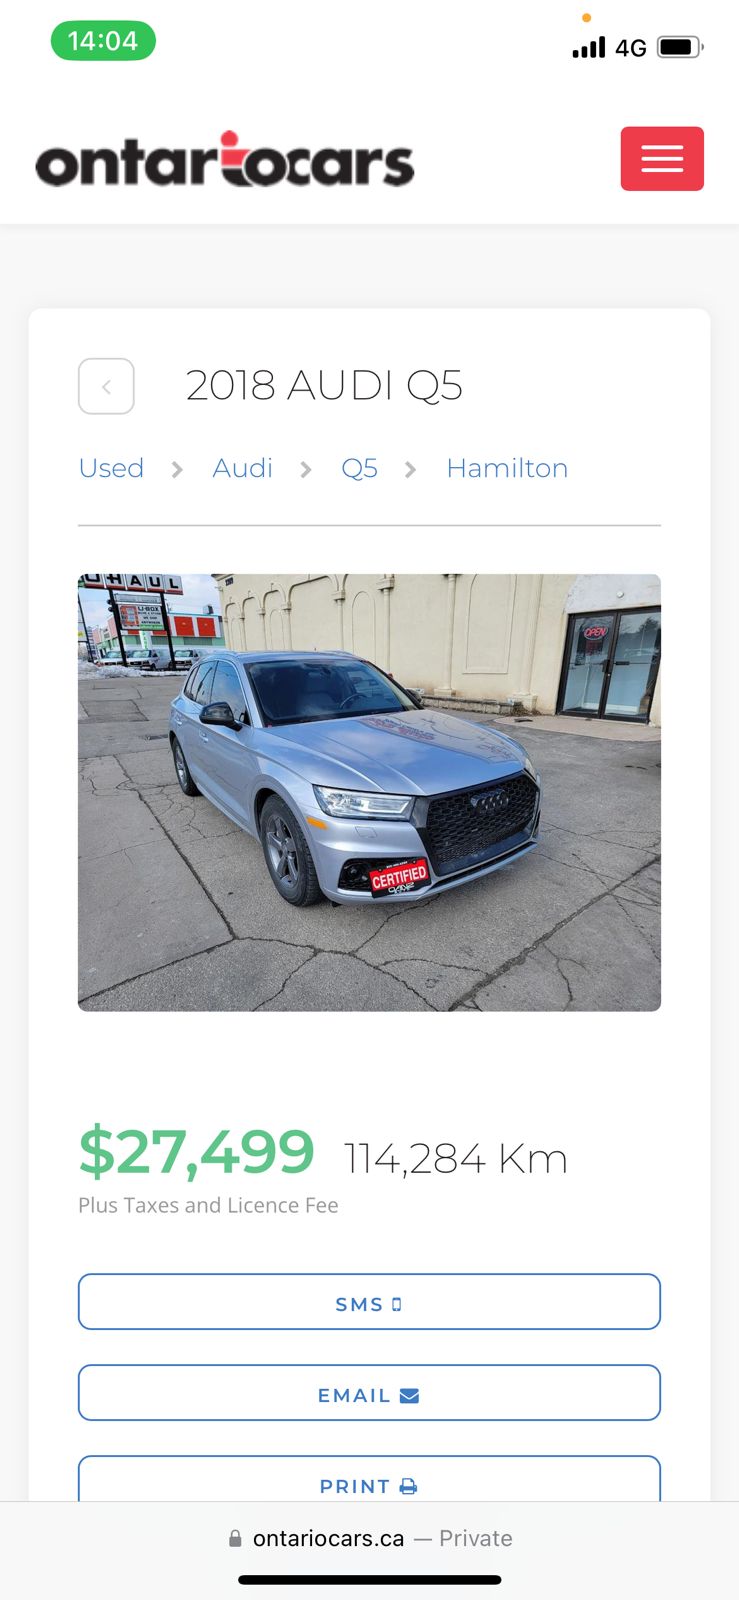 14:04
4G
ontariocars
2018 AUDI Q5
Used > Audi > Q5 > Hamilton
U-HAUL
U-BOX
OPEN
CERTIFIED
$27,499 114,284 Km
Plus Taxes and Licence Fee
SMS
EMAIL
PRINT
ontariocars.ca — Private